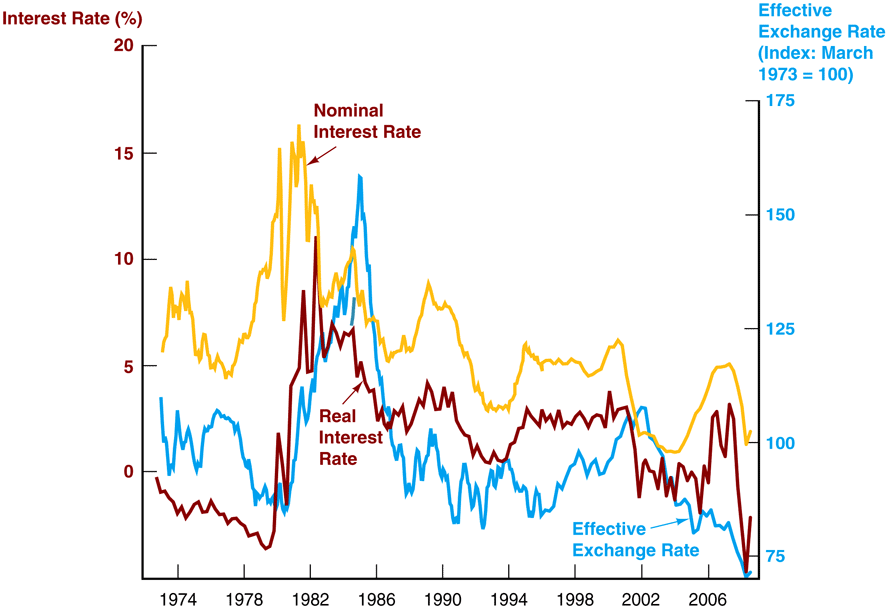 Interest Rate (%)
Effective
Exchange Rate
(Index: March
1973 = 100)
20
15
10
5
0
175
150
125
100
75
Nominal
Interest Rate
Real
Interest
Rate
Effective
Exchange Rate
1974 1978 1982 1986 1990 1994 1998 2002 2006